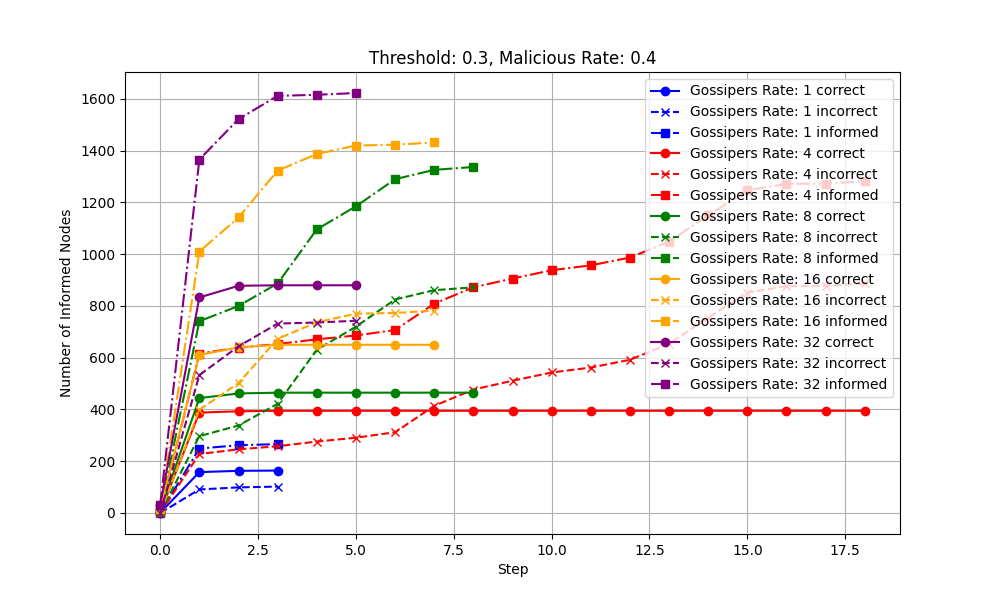 Threshold: 0.3, Malicious Rate: 0.4
Number of Informed Nodes
1600
1400
1200
1000
800
600
400
200
0
Gossipers Rate: 1 correct
Gossipers Rate: 1 incorrect
Gossipers Rate: 1 informed
Gossipers Rate: 4 correct
Gossipers Rate: 4 incorrect
Gossipers Rate: 4 informed
Gossipers Rate: 8 correct
Gossipers Rate: 8 incorrect
Gossipers Rate: 8 informed
Gossipers Rate: 16 correct
Gossipers Rate: 16 incorrect
Gossipers Rate: 16 informed
Gossipers Rate: 32 correct
Gossipers Rate: 32 incorrect
Gossipers Rate: 32 informed
0.0 2.5 5.0 7.5 10.0 12.5 15.0 17.5
Step